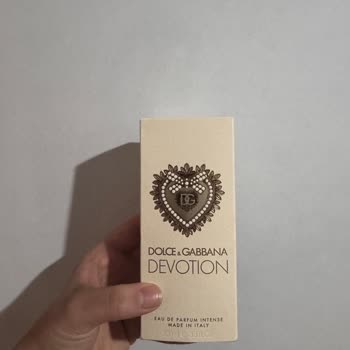 DG
DOLCE & GABBANA
DEVOTION
EAU DE PARFUM INTENSE
MADE IN ITALY